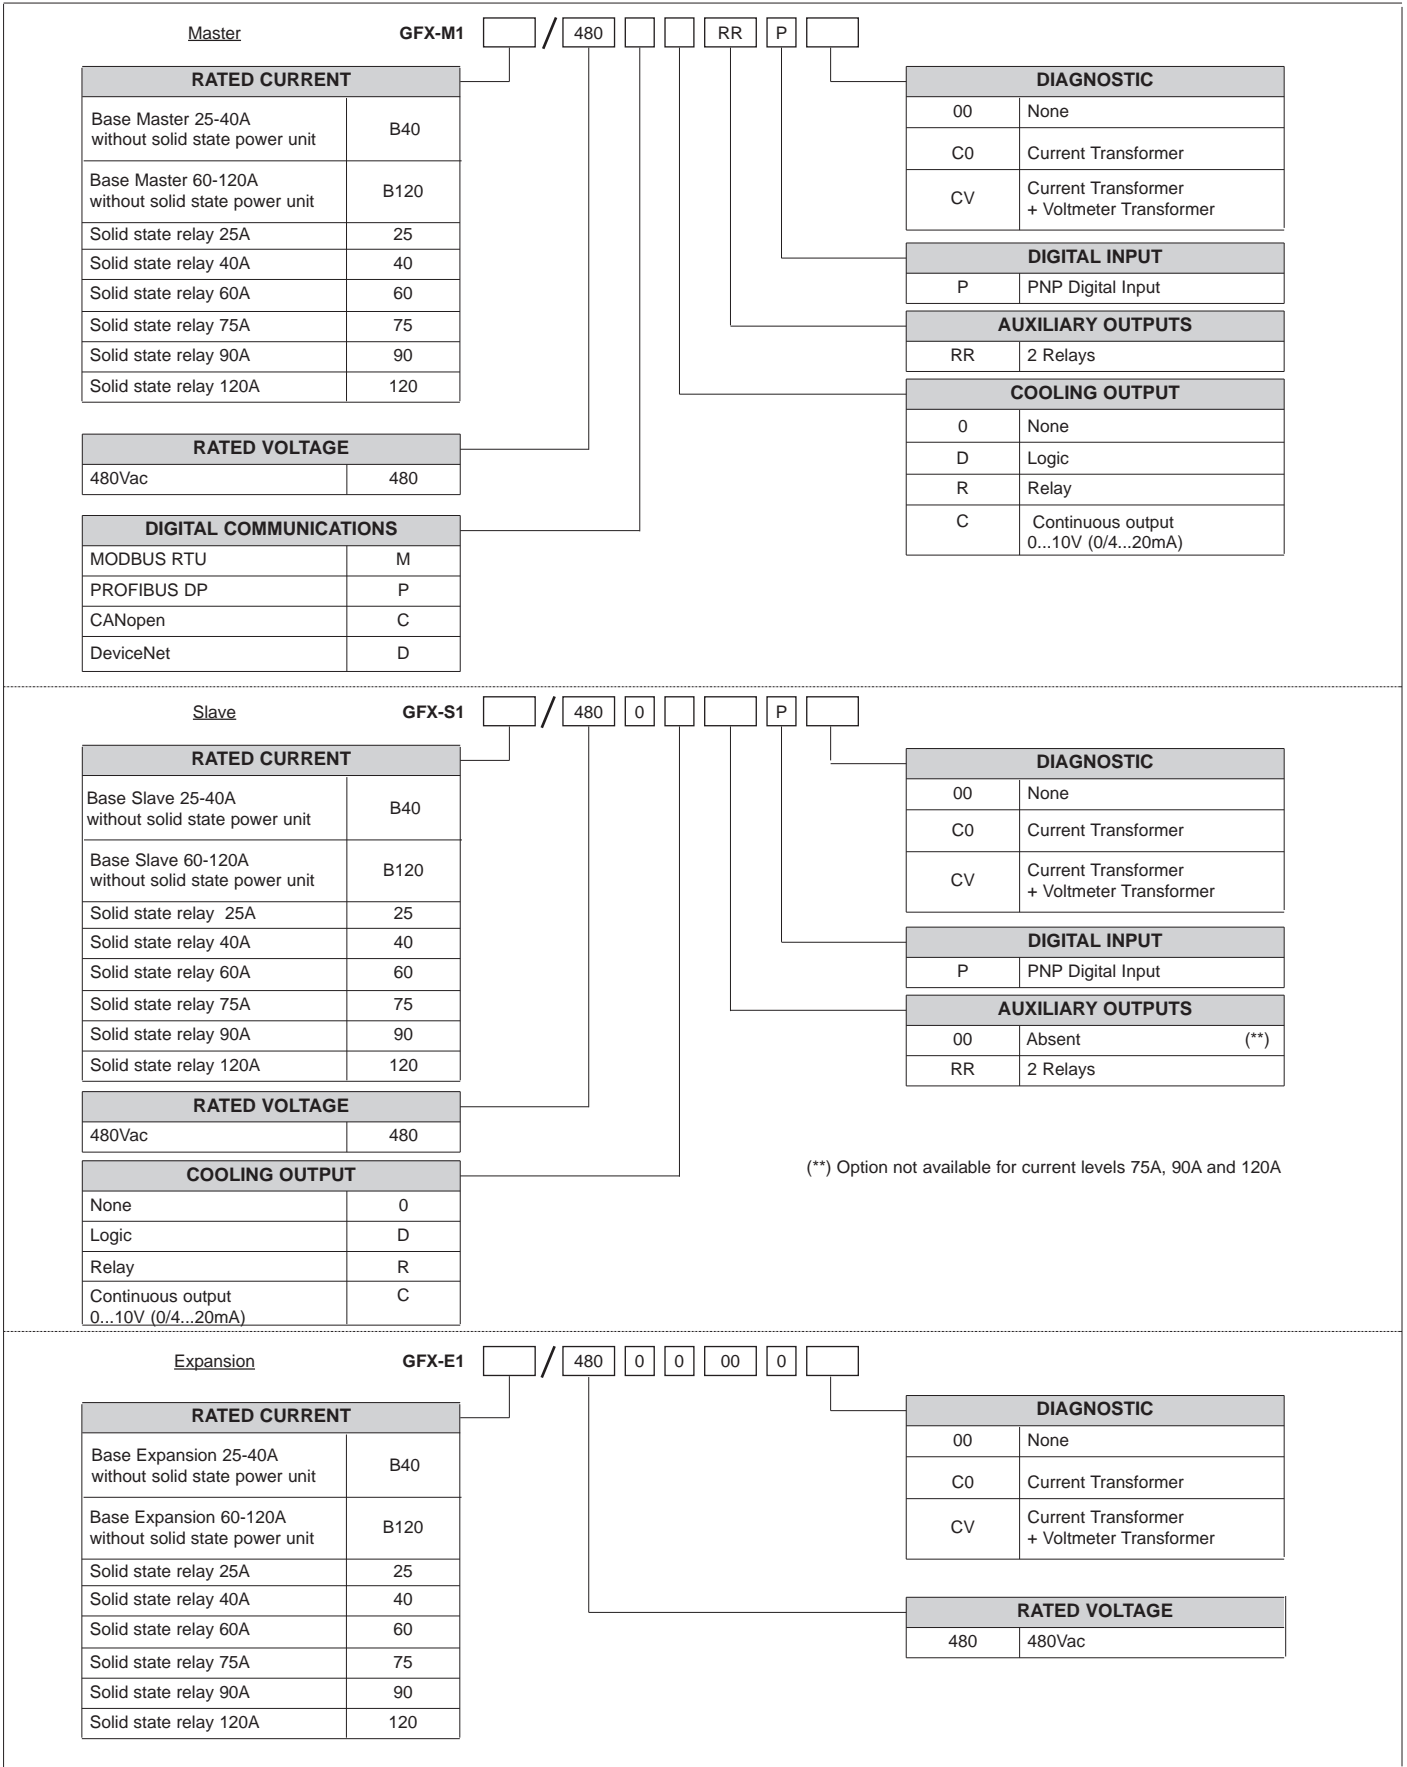 Master GFX-M1 / 480 RR P
RATED CURRENT
Base Master 25-40A
without solid state power unit B40
Base Master 60-120A
without solid state power unit B120
Solid state relay 25A 25
Solid state relay 40A 40
Solid state relay 60A 60
Solid state relay 75A 75
Solid state relay 90A 90
Solid state relay 120A 120
RATED VOLTAGE
480Vac 480
DIGITAL COMMUNICATIONS
MODBUS RTU M
PROFIBUS DP P
CANopen C
DeviceNet D
DIAGNOSTIC
00 None
C0 Current Transformer
CV Current Transformer
+ Voltmeter Transformer
DIGITAL INPUT
P PNP Digital Input
AUXILIARY OUTPUTS
RR 2 Relays
COOLING OUTPUT
0 None
D Logic
R Relay
C Continuous output
0...10V (0/4...20mA)
Slave GFX-S1 / 480 0 P
RATED CURRENT
Base Slave 25-40A
without solid state power unit B40
Base Slave 60-120A
without solid state power unit B120
Solid state relay 25A 25
Solid state relay 40A 40
Solid state relay 60A 60
Solid state relay 75A 75
Solid state relay 90A 90
Solid state relay 120A 120
RATED VOLTAGE
480Vac 480
COOLING OUTPUT
None 0
Logic D
Relay R
Continuous output C
0...10V (0/4...20mA)
DIAGNOSTIC
00 None
C0 Current Transformer
CV Current Transformer
+ Voltmeter Transformer
DIGITAL INPUT
P PNP Digital Input
AUXILIARY OUTPUTS
00 Absent (**)
RR 2 Relays
(**) Option not available for current levels 75A, 90A and 120A
Expansion GFX-E1 / 480 0 0 00 0
RATED CURRENT
Base Expansion 25-40A
without solid state power unit B40
Base Expansion 60-120A
without solid state power unit B120
Solid state relay 25A 25
Solid state relay 40A 40
Solid state relay 60A 60
Solid state relay 75A 75
Solid state relay 90A 90
Solid state relay 120A 120
DIAGNOSTIC
00 None
C0 Current Transformer
CV Current Transformer
+ Voltmeter Transformer
RATED VOLTAGE
480 480Vac